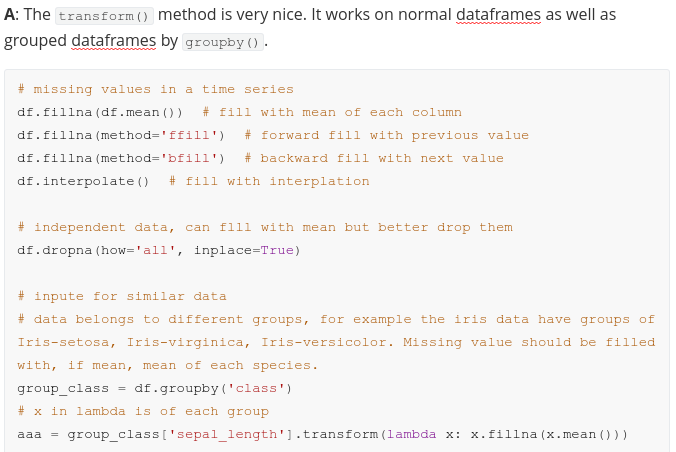 A: The transform() method is very nice. It works on normal dataframes as well as
grouped dataframes by groupby().
# missing values in a time series
df.fillna(df.mean())  # fill with mean of each column
df.fillna(method='ffill')  # forward fill with previous value
df.fillna(method='bfill')  # backward fill with next value
df.interpolate()  # fill with interplation
# independent data, can flll with mean but better drop them
df.dropna(how='all', inplace=True)
# inpute for similar data
# data belongs to different groups, for example the iris data have groups of
Iris-setosa, Iris-virginica, Iris-versicolor. Missing value should be filled
with, if mean, mean of each species.
group_class = df.groupby('class')
# x in lambda is of each group
aaa = group_class['sepal_length'].transform(lambda x: x.fillna(x.mean()))